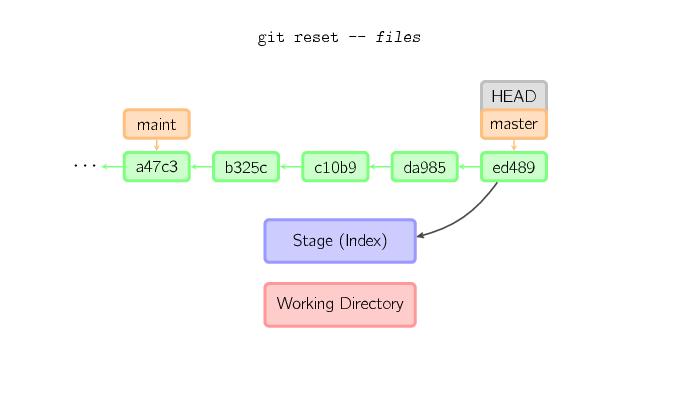 git reset -- files
HEAD
maint
master
... a47c3 b325c c10b9 da985 ed489
Stage (Index)
Working Directory